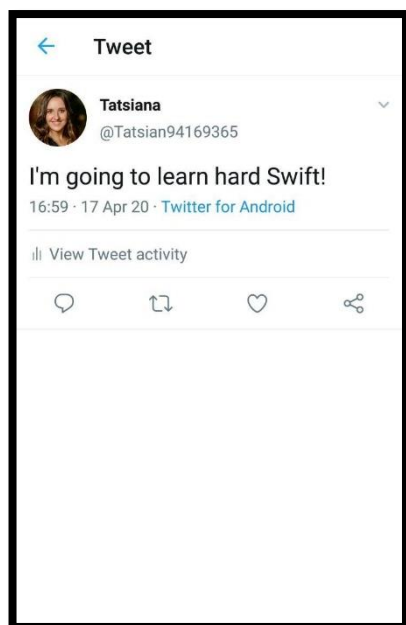 Tweet
Tatsiana
@Tatsian94169365
I'm going to learn hard Swift!
16:59 · 17 Apr 20 · Twitter for Android
View Tweet activity